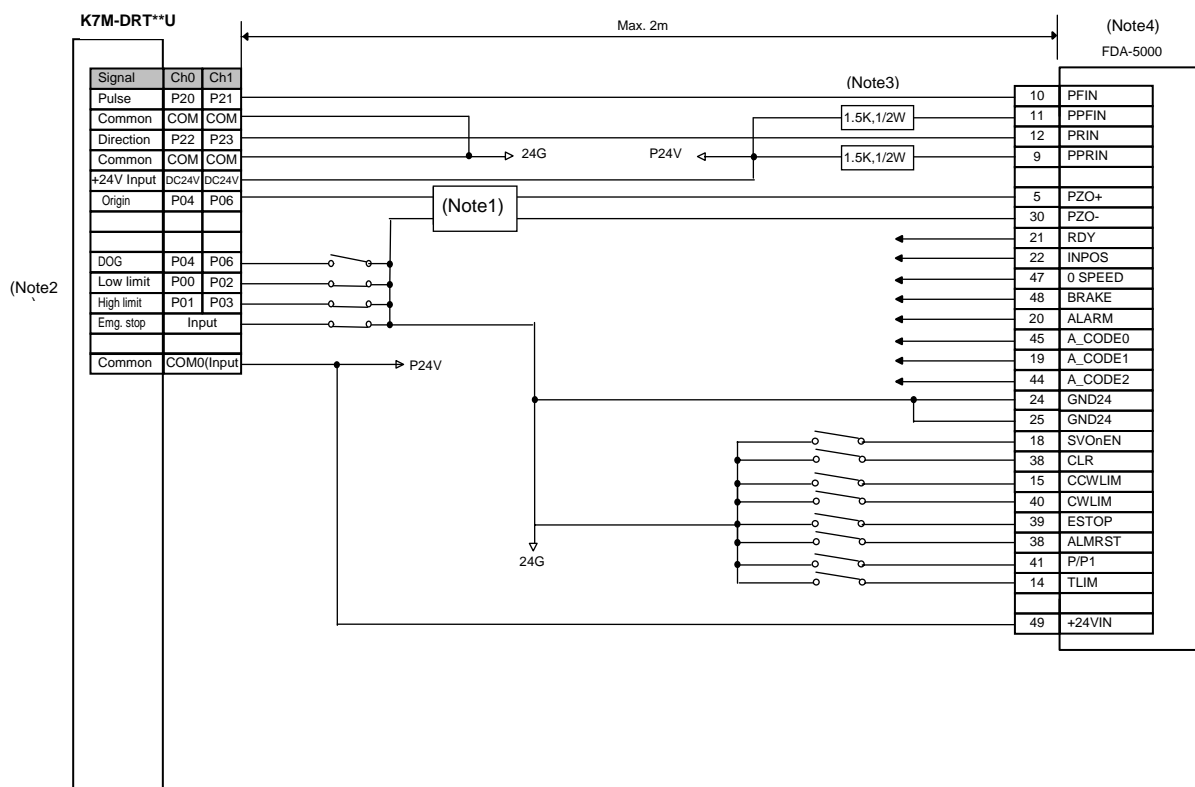 K7M-DRT**U
Max. 2m
(Note4)
FDA-5000
Signal Ch0 Ch1
Pulse P20 P21
Common COM COM
Direction P22 P23
Common COM COM
+24V Input DC24V DC24V
Origin P04 P06
DOG P04 P06
Low limit P00 P02
High limit P01 P03
Emg. stop Input
Common COM0(Input
(Note2
24G
P24V
(Note3)
1.5K,1/2W
1.5K,1/2W
(Note1)
P24V
24G
10 PFIN
11 PPFIN
12 PRIN
9 PPRIN
5 PZO+
30 PZO-
21 RDY
22 INPOS
47 0 SPEED
48 BRAKE
20 ALARM
45 A_CODE0
19 A_CODE1
44 A_CODE2
24 GND24
25 GND24
18 SVOnEN
38 CLR
15 CCWLIM
40 CWLIM
39 ESTOP
38 ALMRST
41 P/P1
14 TLIM
49 +24VIN